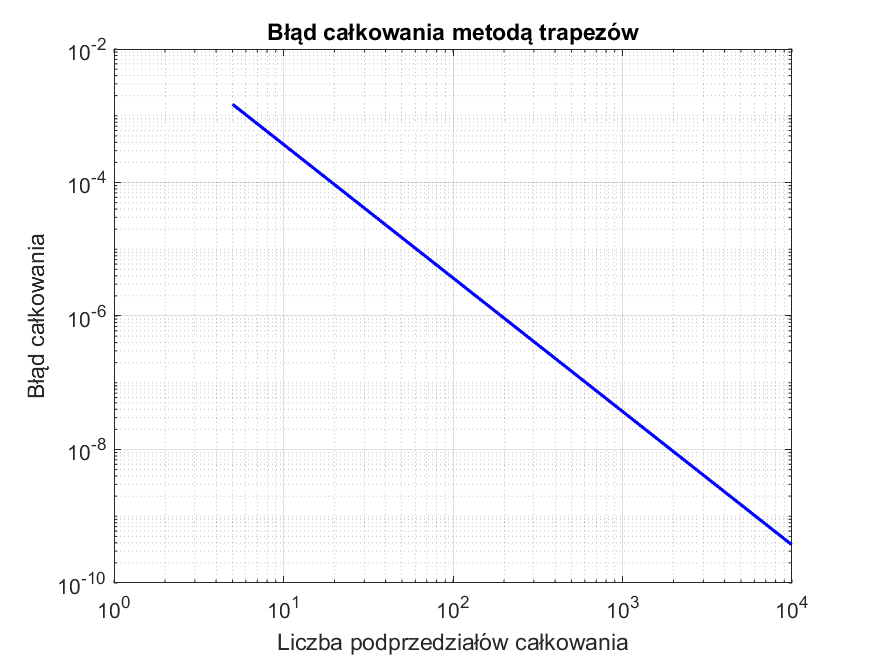 Błąd całkowania metodą trapezów
10^-2
10^-4
10^-6
10^-8
10^-10
Błąd całkowania
10^0 10^1 10^2 10^3 10^4
Liczba podprzedziałów całkowania